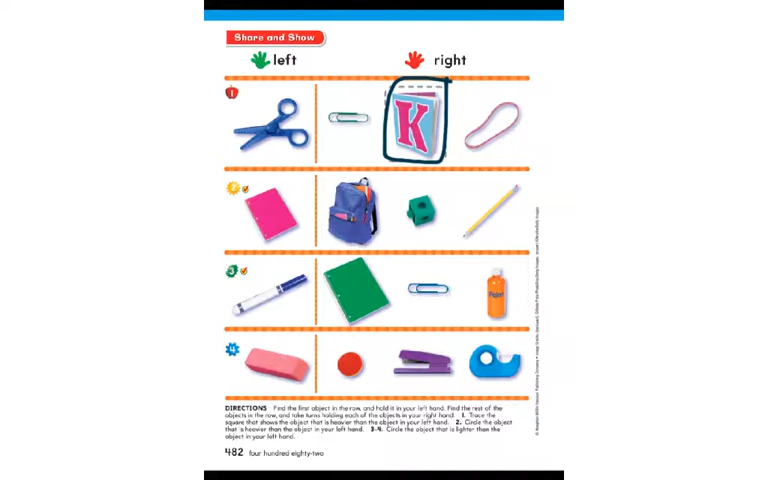 Share and Show
left right
1
K
2
3
Paint
4
DIRECTIONS Find the first object in the row, and hold it in your left hand. Find the rest of the
objects in the row, and take turns holding each of the objects in your right hand. 1. Trace the
square that shows the object that is heavier than the object in your left hand. 2. Circle the object
that is heavier than the object in your left hand. 3-4. Circle the object that is lighter than the
object in your left hand.
482 four hundred eighty-two